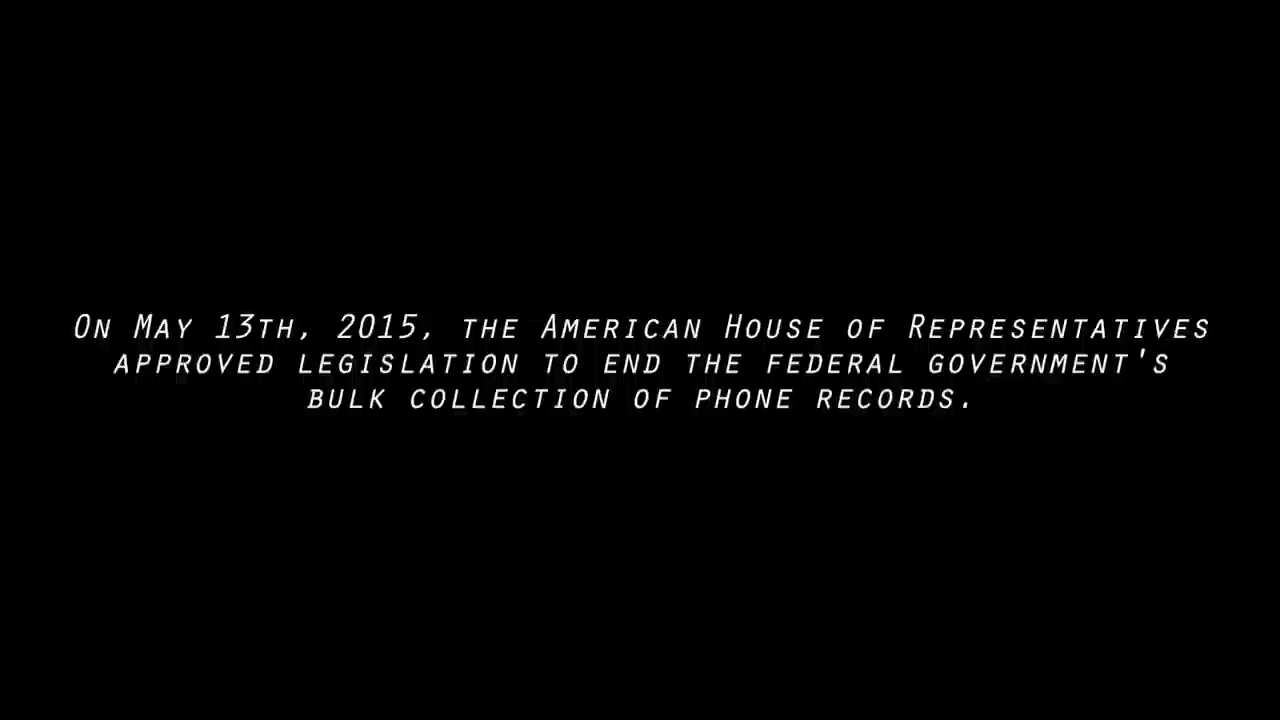 On May 13th, 2015, the American House of Representatives
approved legislation to end the federal government's
bulk collection of phone records.